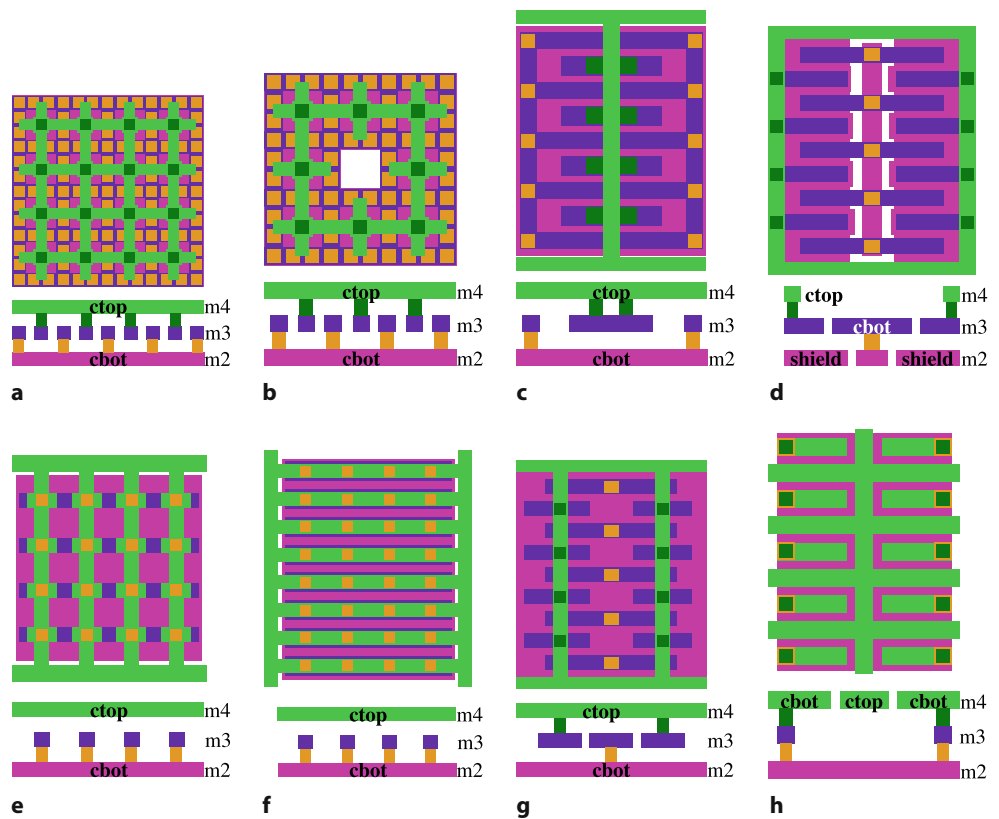 ctop m4
m3
cbot m2
a
ctop m4
m3
cbot m2
b
ctop m4
m3
cbot m2
c
ctop m4
cbot m3
shield shield m2
d
ctop m4
m3
cbot m2
e
ctop m4
m3
cbot m2
f
ctop m4
m3
cbot m2
g
cbot ctop cbot m4
m3
m2
h